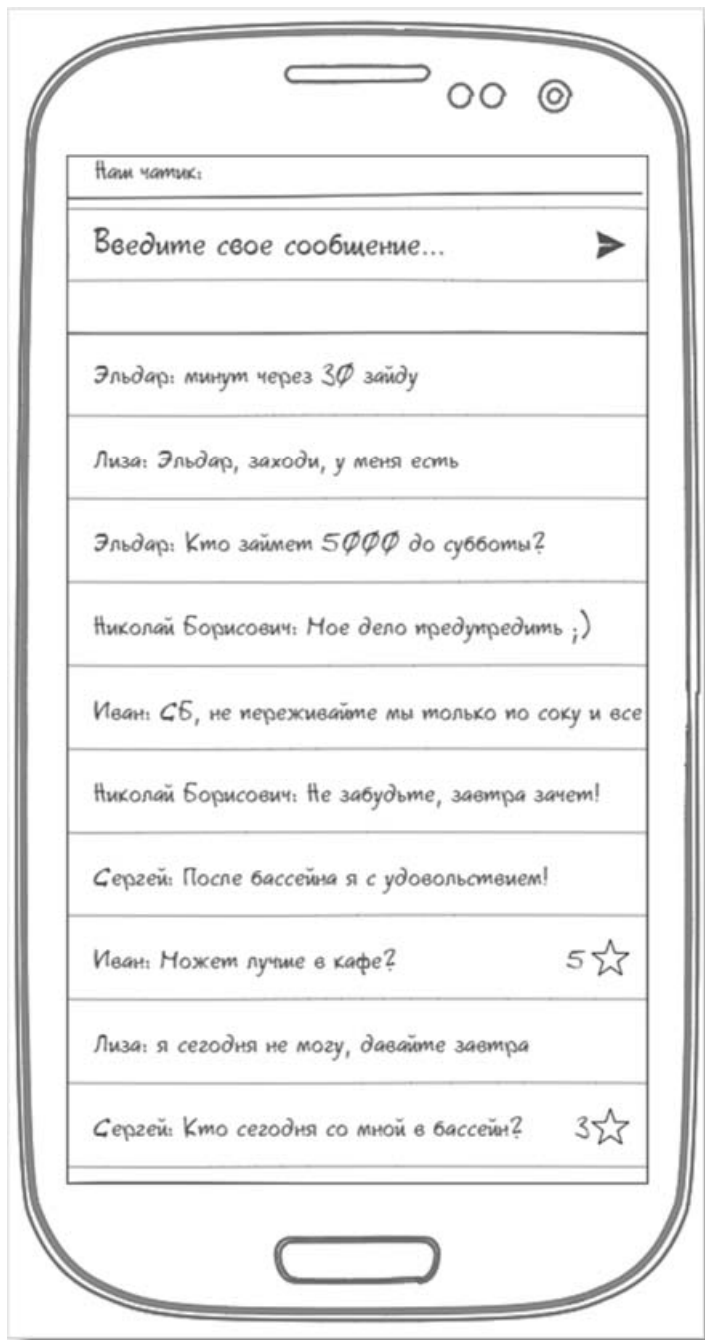 Наш чатик:
Введите свое сообщение...
Эльдар: минут через 30 зайду
Лиза: Эльдар, заходи, у меня есть
Эльдар: Кто займет 5000 до субботы?
Николай Борисович: Мое дело предупредить ;)
Иван: СБ, не переживайте мы только по соку и все
Николай Борисович: Не забудьте, завтра зачет!
Сергей: После бассейна я с удовольствием!
Иван: Может лучше в кафе? 5
Лиза: я сегодня не могу, давайте завтра
Сергей: Кто сегодня со мной в бассейн? 3